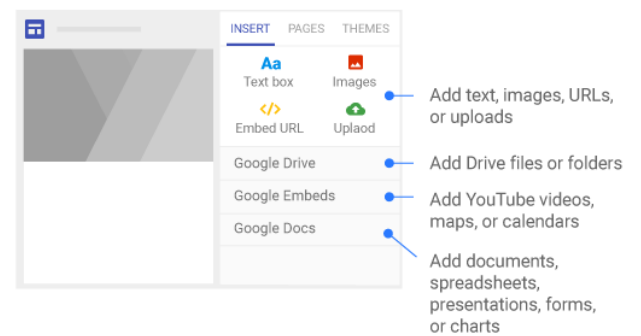 INSERT PAGES THEMES
Aa
Text box Images
</>
Embed URL Uplaod
Add text, images, URLs,
or uploads
Google Drive
Add Drive files or folders
Google Embeds
Add YouTube videos,
maps, or calendars
Google Docs
Add documents,
spreadsheets,
presentations, forms,
or charts